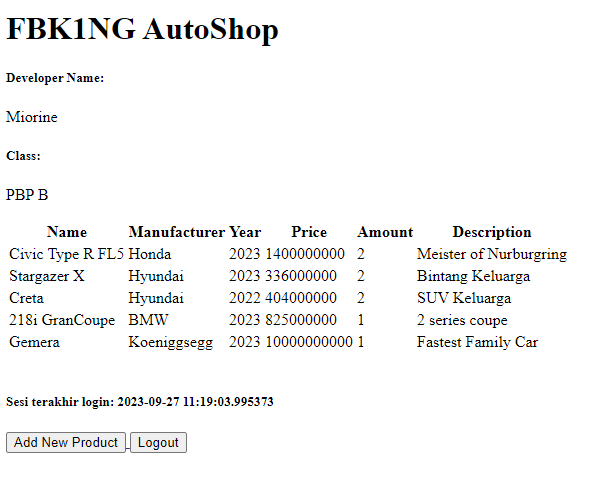 FBK1NG AutoShop
Developer Name:
Miorine
Class:
PBP B
Name Manufacturer Year Price Amount Description
Civic Type R FL5 Honda 2023 1400000000 2 Meister of Nurburgring
Stargazer X Hyundai 2023 336000000 2 Bintang Keluarga
Creta Hyundai 2022 404000000 2 SUV Keluarga
218i GranCoupe BMW 2023 825000000 1 2 series coupe
Gemera Koeniggsegg 2023 10000000000 1 Fastest Family Car
Sesi terakhir login: 2023-09-27 11:19:03.995373
Add New Product Logout